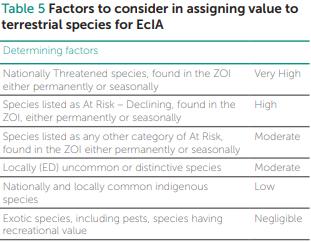 Table 5 Factors to consider in assigning value to
terrestrial species for EcIA
Determining factors
Nationally Threatened species, found in the ZOI Very High
either permanently or seasonally
Species listed as At Risk – Declining, found in the High
ZOI, either permanently or seasonally
Species listed as any other category of At Risk, Moderate
found in the ZOI either permanently or seasonally
Locally (ED) uncommon or distinctive species Moderate
Nationally and locally common indigenous Low
species
Exotic species, including pests, species having Negligible
recreational value